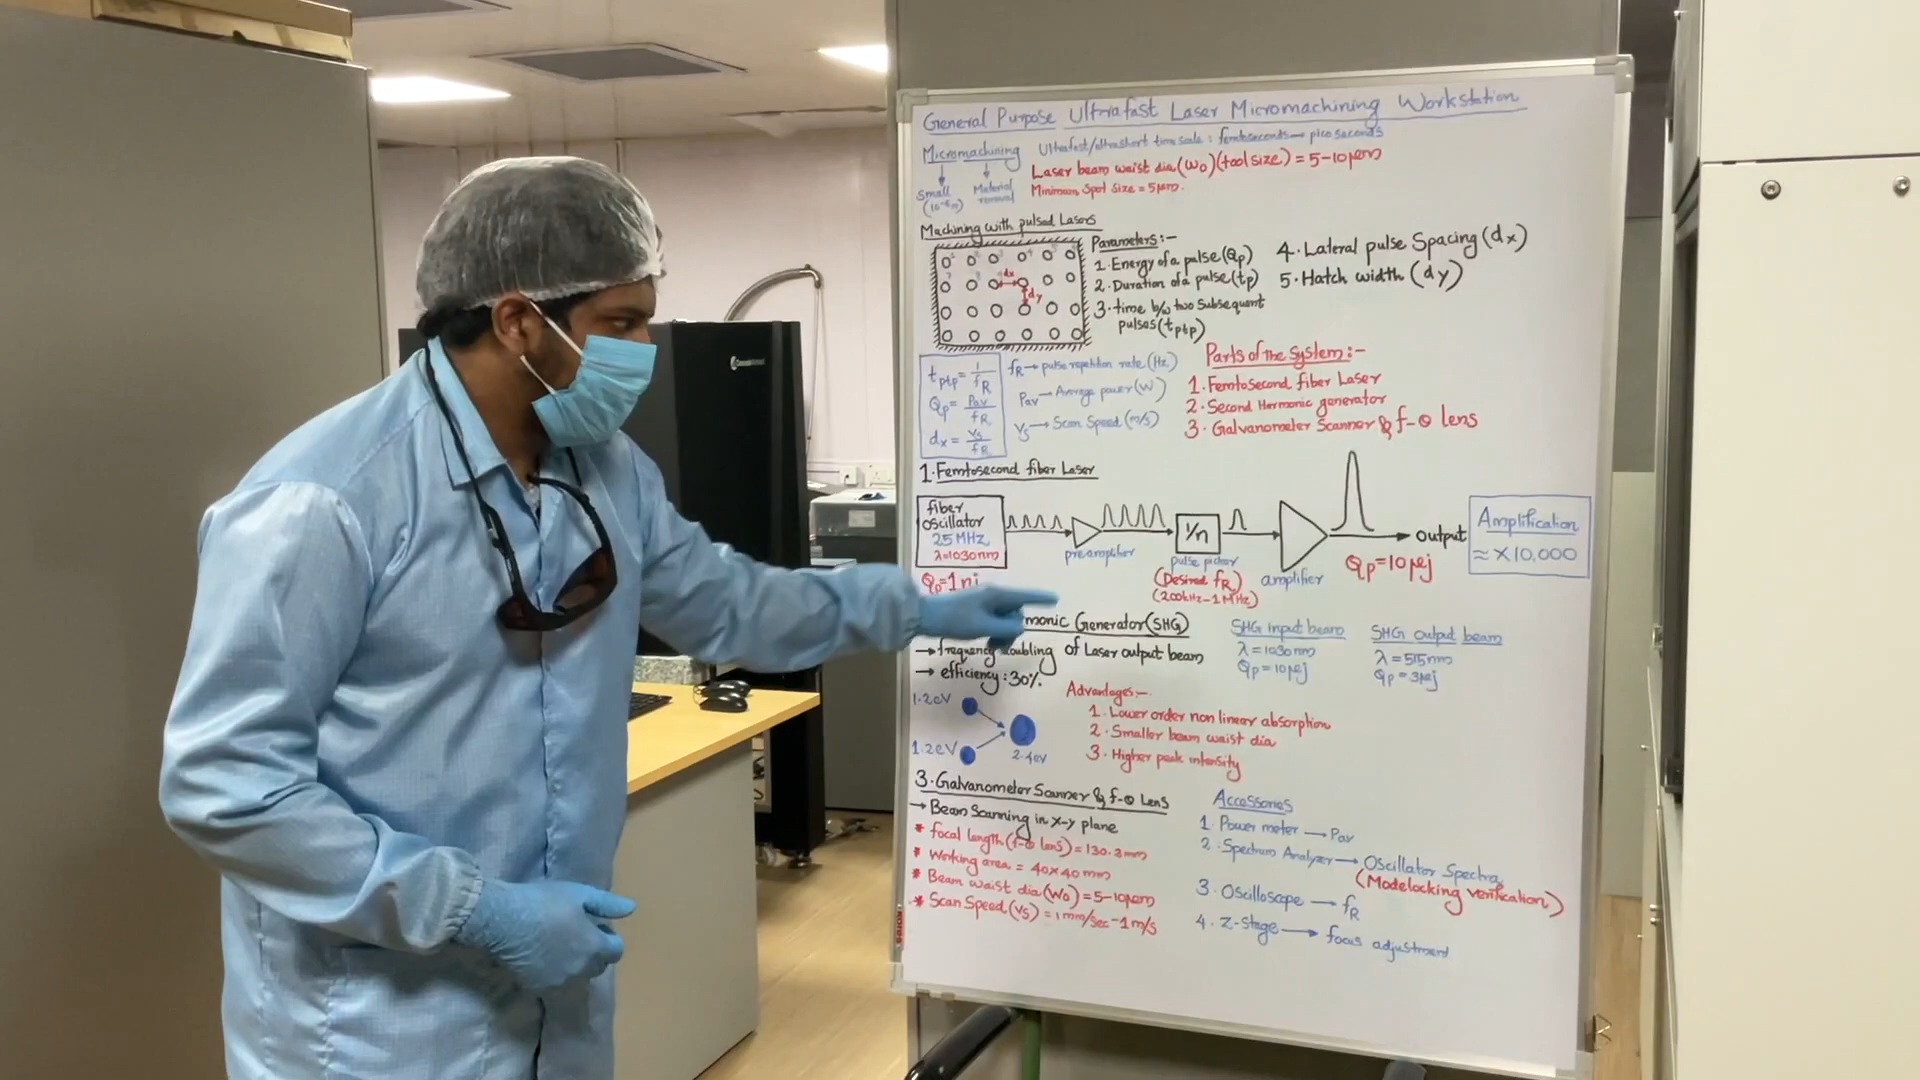 General Purpose Ultrafast Laser Micromachining Workstation
Micromachining
Ultrafast/ultrashort time scale : femtoseconds → pico seconds
Laser beam waist dia (W0) (tool size) = 5-10μm
Minimum Spot Size = 5μm.
Small
(10⁻⁶m)
Material
removal
Machining with pulsed Lasers
dx
dy
Parameters:-
1. Energy of a pulse (Qp)
2. Duration of a pulse (tp)
3. time b/w two subsequent
pulses (tptp)
4. Lateral pulse Spacing (dx)
5. Hatch width (dy)
tptp = 1/fR
Qp = Pav/fR
dx = Vs/fR
fR → pulse repetition rate (Hz)
Pav → Average power (W)
Vs → Scan Speed (m/s)
Parts of the System:-
1. Femtosecond fiber Laser
2. Second Harmonic generator
3. Galvanometer Scanner & f-θ lens
1. Femtosecond fiber Laser
fiber
oscillator
25 MHz
λ=1030nm
Qp=1 nj
preamplifier
1/n
pulse picker
(Desired fR)
(200kHz-1MHz)
amplifier
output
Qp=10μj
Amplification
≈ ×10,000
monic Generator (SHG)
→ frequency doubling of Laser output beam
→ efficiency : 30%
1.2eV
1.2eV
2.4eV
SHG input beam
λ = 1030nm
Qp = 10μj
SHG output beam
λ = 515nm
Qp = 3μj
Advantages:-
1. Lower order non linear absorption
2. Smaller beam waist dia
3. Higher peak intensity
3. Galvanometer Scanner & f-θ Lens
→ Beam Scanning in x-y plane
* focal length (f-θ lens) = 130.2mm
* Working area = 40×40 mm
* Beam waist dia (W0) = 5-10μm
* Scan Speed (Vs) = 1mm/sec - 1m/s
Accessories
1. Power meter → Pav
2. Spectrum Analyzer → Oscillator Spectra
(Modelocking verification)
3. Oscilloscope → fR
4. Z-Stage → focus adjustment